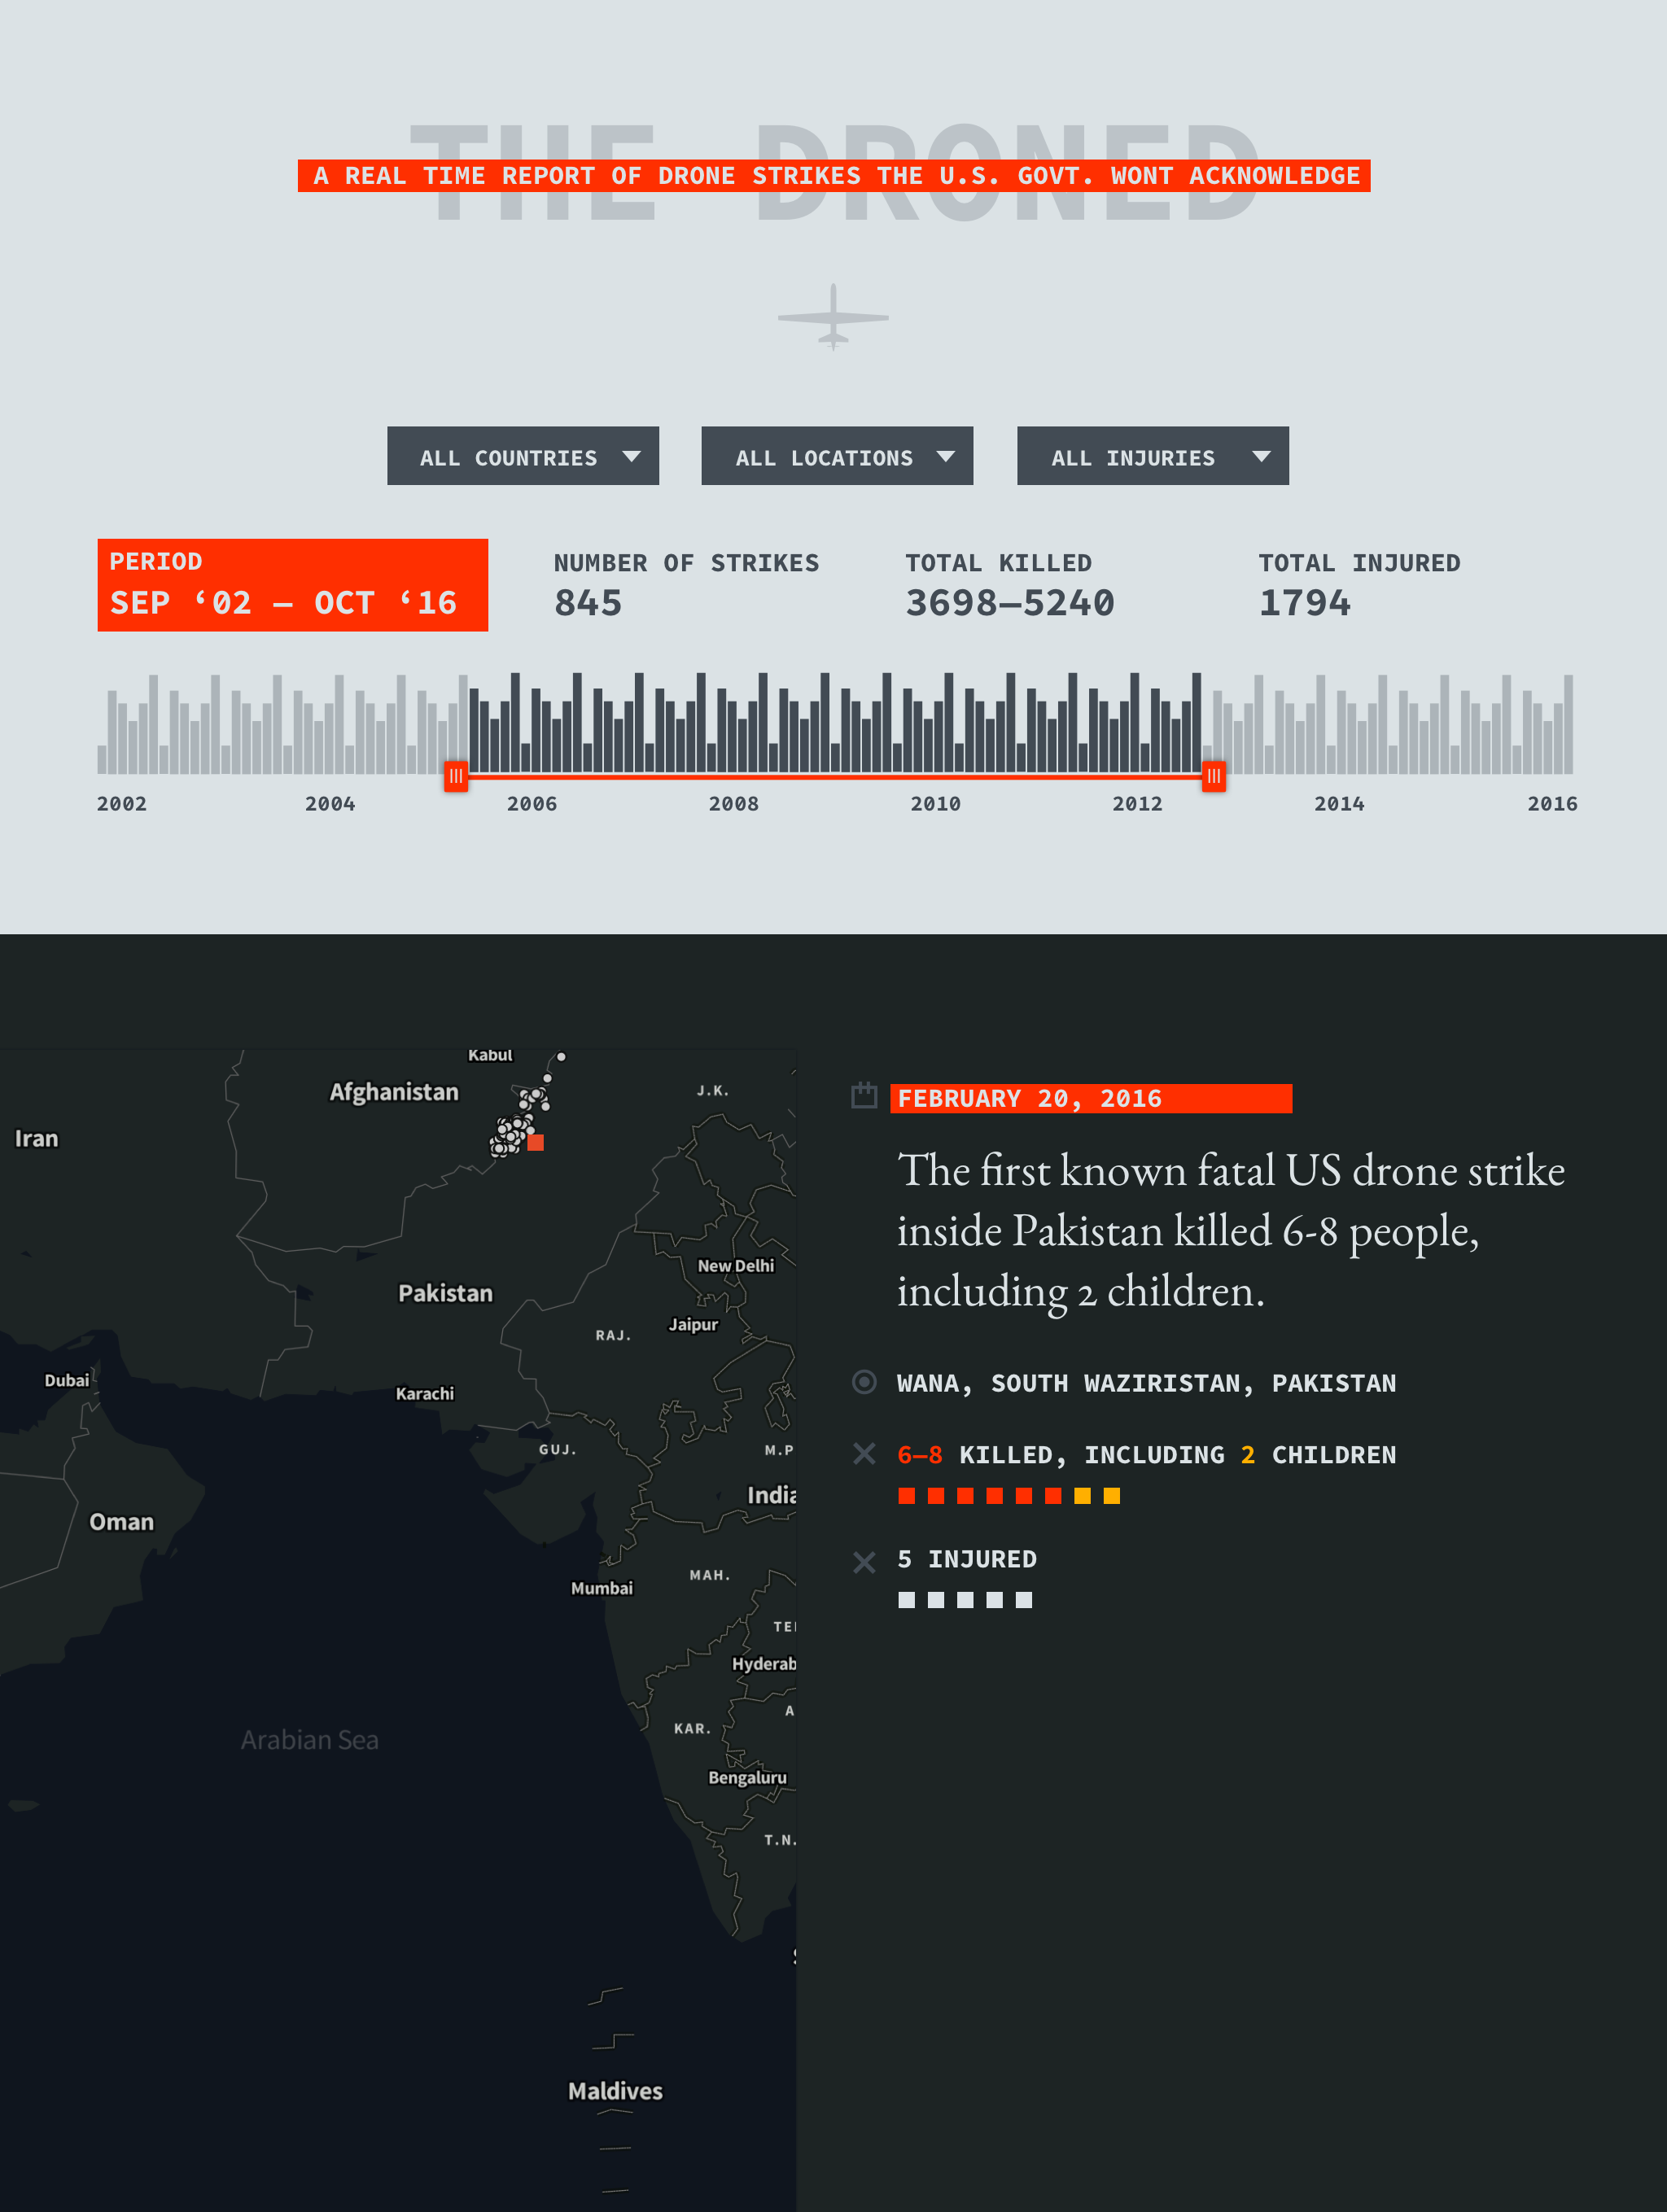 THE DRONED
A REAL TIME REPORT OF DRONE STRIKES THE U.S. GOVT. WONT ACKNOWLEDGE
ALL COUNTRIES
ALL LOCATIONS
ALL INJURIES
PERIOD
SEP ‘02 – OCT ‘16
NUMBER OF STRIKES
845
TOTAL KILLED
3698–5240
TOTAL INJURED
1794
2002 2004 2006 2008 2010 2012 2014 2016
Kabul
Afghanistan
J.K.
Iran
New Delhi
Pakistan
Jaipur
RAJ.
Dubai
Karachi
GUJ.
M.P
India
Oman
MAH.
Mumbai
Hyderab
KAR.
Arabian Sea
Bengaluru
T.N.
Maldives
FEBRUARY 20, 2016
The first known fatal US drone strike
inside Pakistan killed 6-8 people,
including 2 children.
WANA, SOUTH WAZIRISTAN, PAKISTAN
6–8 KILLED, INCLUDING 2 CHILDREN
5 INJURED